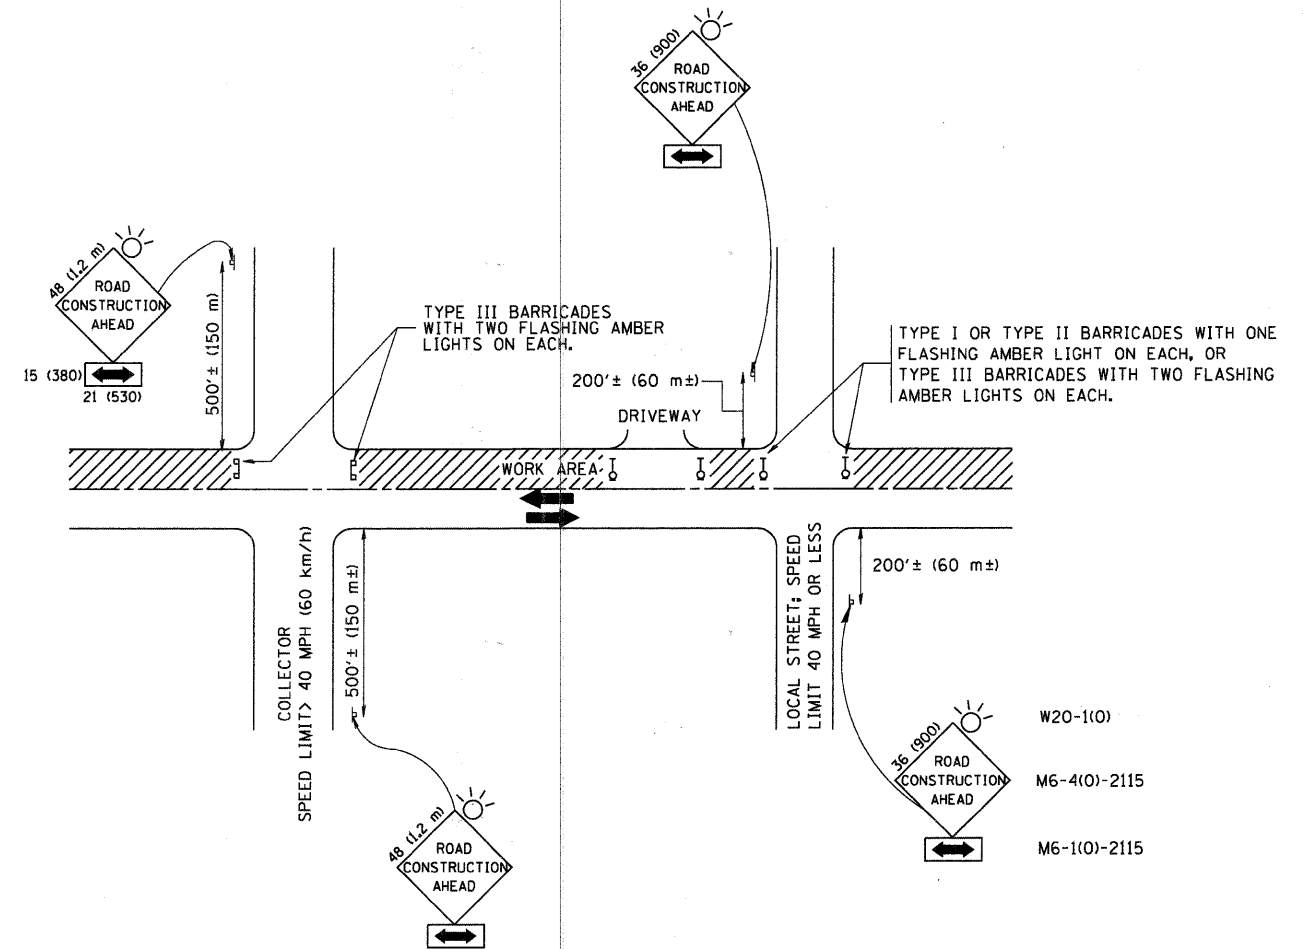 36 (900)
ROAD
CONSTRUCTION
AHEAD
48 (1.2 m)
ROAD
CONSTRUCTION
AHEAD
15 (380)
21 (530)
500'± (150 m)
TYPE III BARRICADES
WITH TWO FLASHING AMBER
LIGHTS ON EACH.
TYPE I OR TYPE II BARRICADES WITH ONE
FLASHING AMBER LIGHT ON EACH, OR
TYPE III BARRICADES WITH TWO FLASHING
AMBER LIGHTS ON EACH.
200'± (60 m±)
DRIVEWAY
WORK AREA
COLLECTOR
SPEED LIMIT> 40 MPH (60 km/h)
500'± (150 m±)
LOCAL STREET; SPEED
LIMIT 40 MPH OR LESS
200'± (60 m±)
36 (900)
ROAD
CONSTRUCTION
AHEAD
W20-1(O)
M6-4(O)-2115
M6-1(O)-2115
48 (1.2 m)
ROAD
CONSTRUCTION
AHEAD